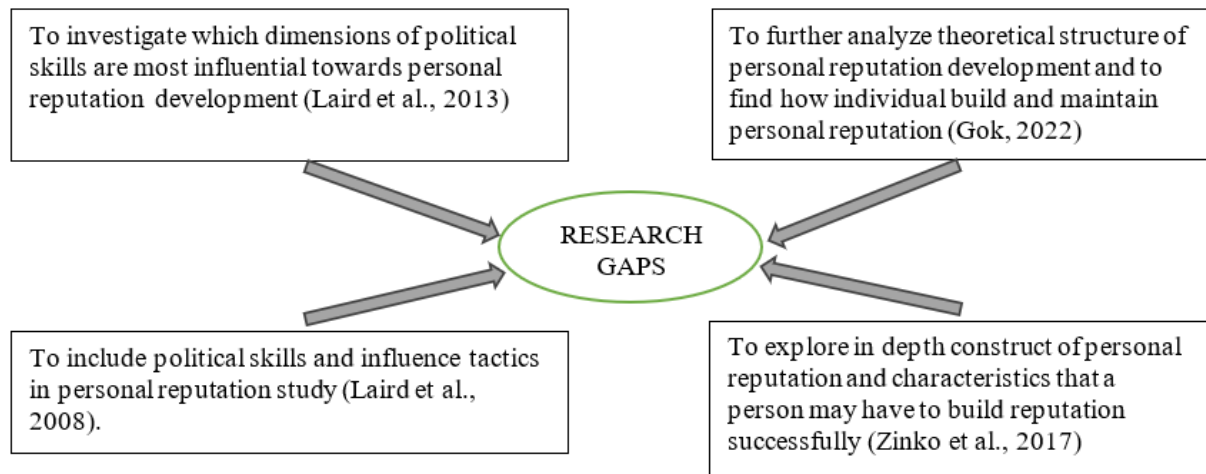 To investigate which dimensions of political
skills are most influential towards personal
reputation development (Laird et al., 2013)
To further analyze theoretical structure of
personal reputation development and to
find how individual build and maintain
personal reputation (Gok, 2022)
RESEARCH
GAPS
To include political skills and influence tactics
in personal reputation study (Laird et al.,
2008).
To explore in depth construct of personal
reputation and characteristics that a
person may have to build reputation
successfully (Zinko et al., 2017)